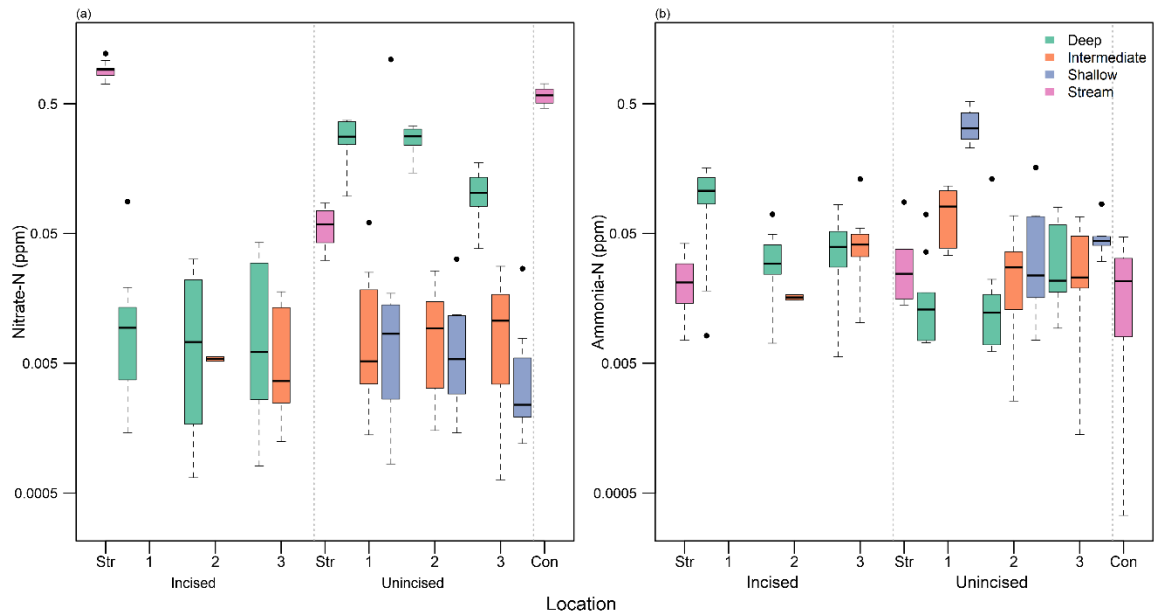 (a)
Nitrate-N (ppm)
0.5
0.05
0.005
0.0005
Str 1 2 3 Str 1 2 3 Con
Incised Unincised
(b)
Deep
Intermediate
Shallow
Stream
Ammonia-N (ppm)
0.5
0.05
0.005
0.0005
Str 1 2 3 Str 1 2 3 Con
Incised Unincised
Location